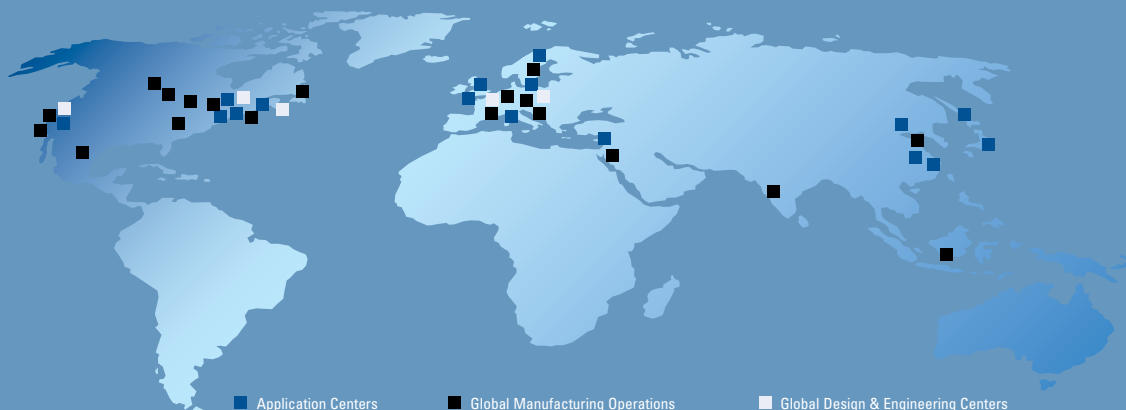 Application Centers
Global Manufacturing Operations
Global Design & Engineering Centers